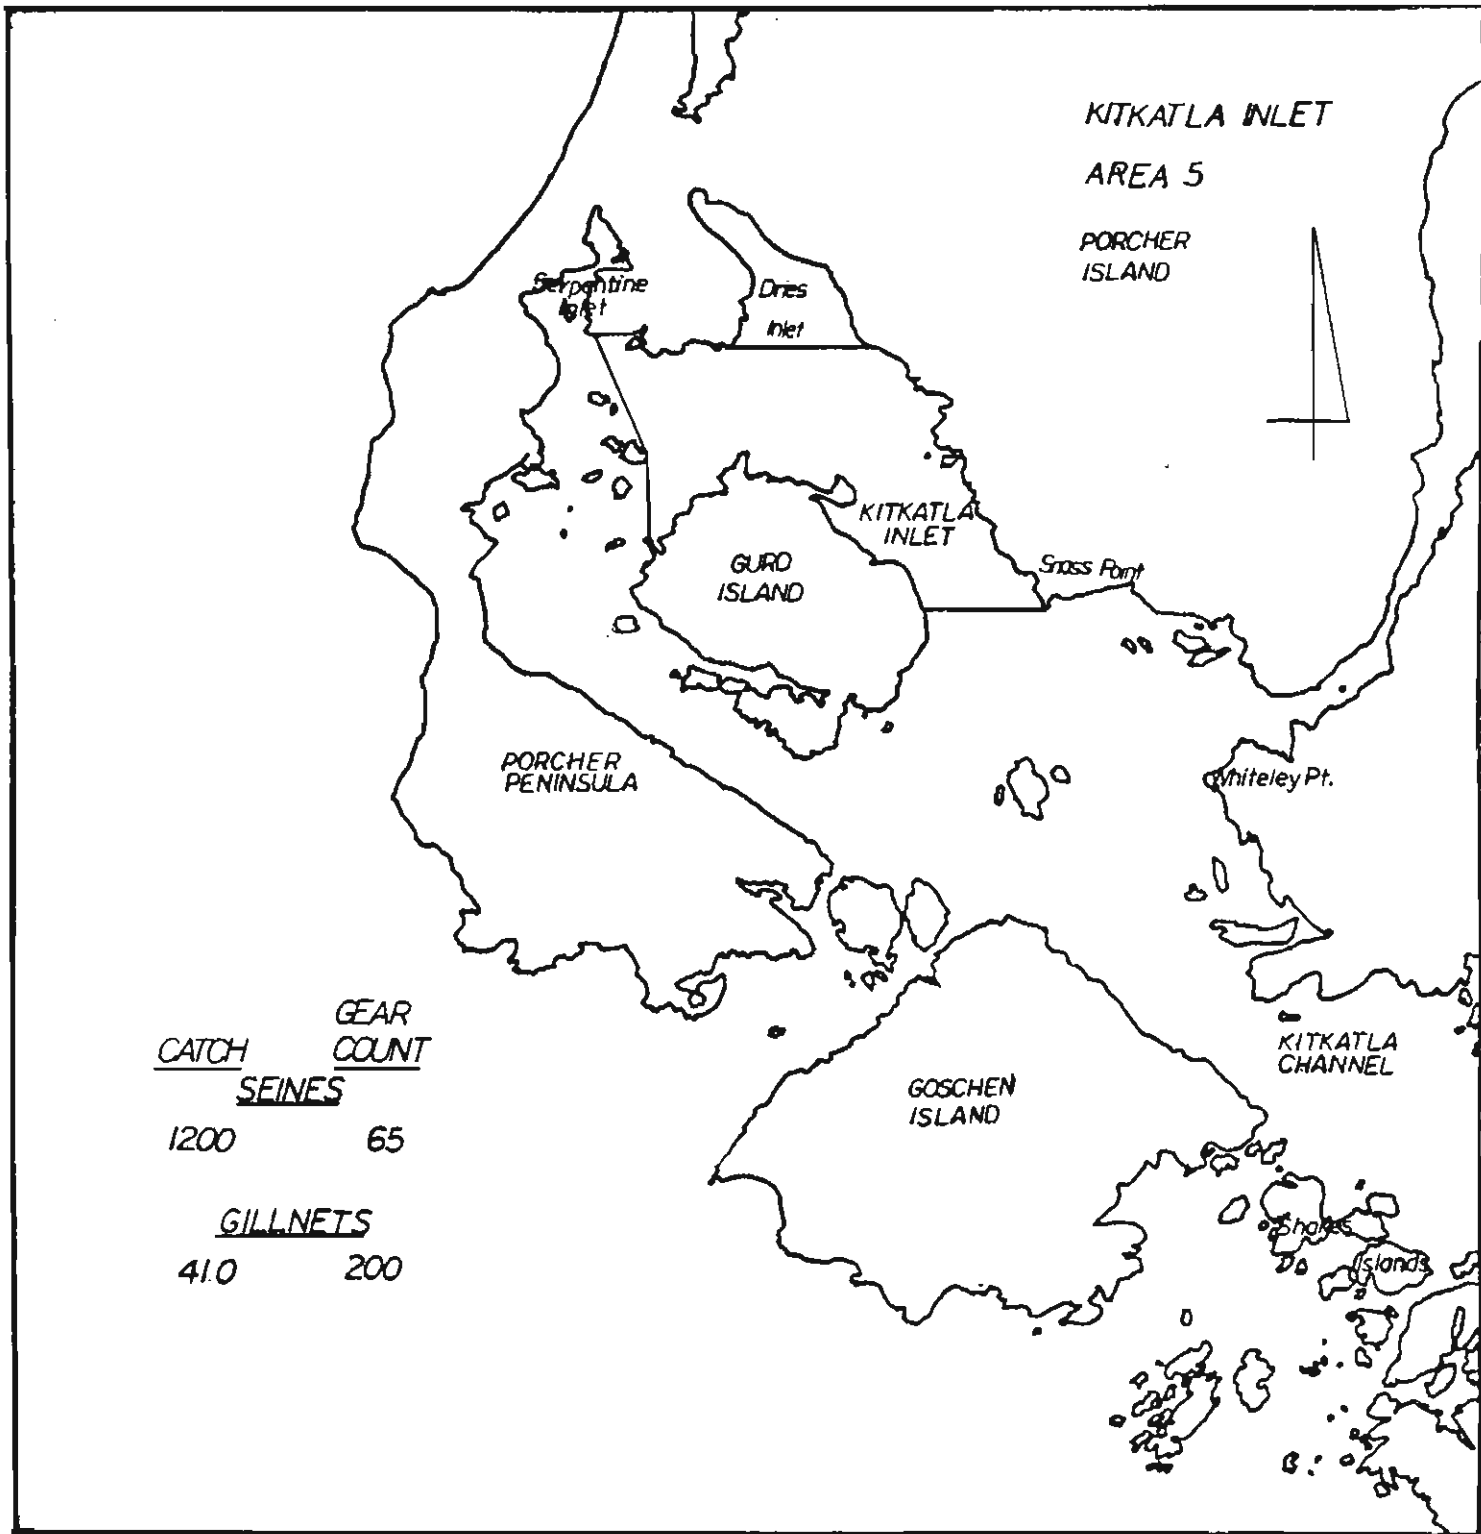 KITKATLA INLET
AREA 5
PORCHER
ISLAND
Serpentine
Inlet
Dries
Inlet
KITKATLA
INLET
GURD
ISLAND
Snass Point
PORCHER
PENINSULA
Whiteley Pt.
KITKATLA
CHANNEL
GOSCHEN
ISLAND
Shakes
Islands
GEAR
CATCH COUNT
SEINES
1200 65
GILLNETS
41.0 200